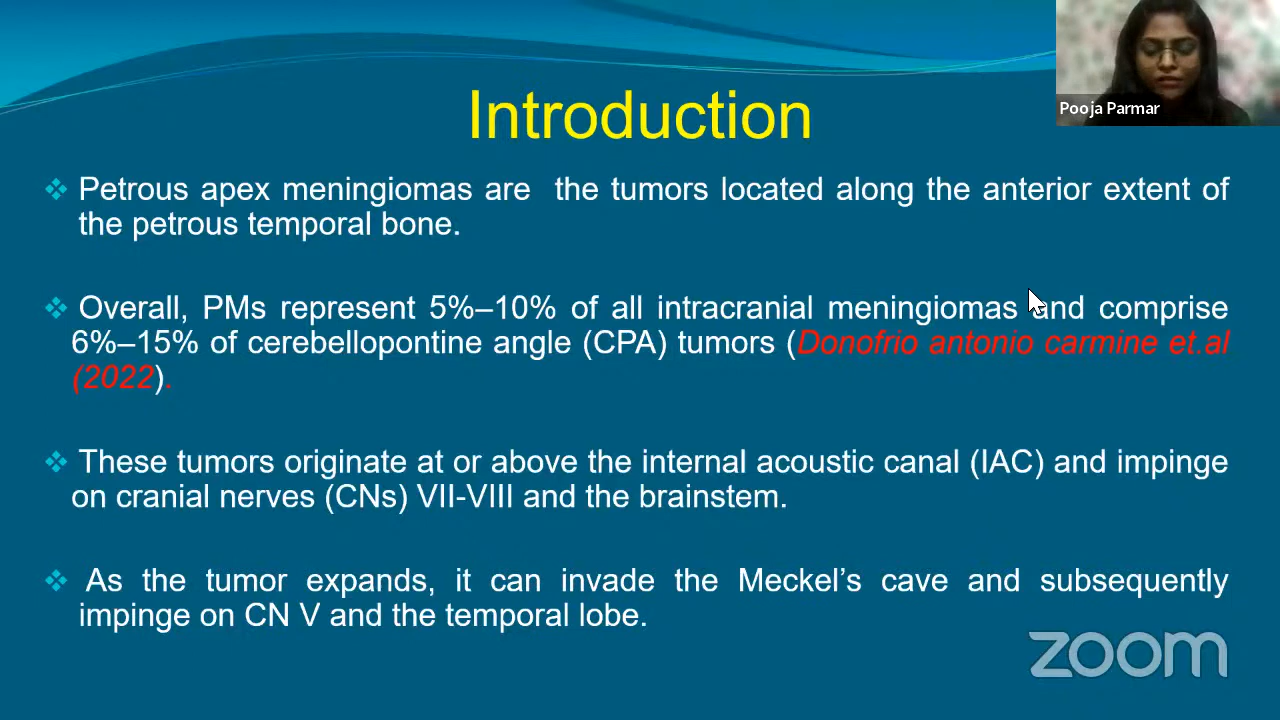 Pooja Parmar
Introduction
Petrous apex meningiomas are the tumors located along the anterior extent of
the petrous temporal bone.
Overall, PMs represent 5%–10% of all intracranial meningiomas and comprise
6%–15% of cerebellopontine angle (CPA) tumors (Donofrio antonio carmine et.al
(2022).
These tumors originate at or above the internal acoustic canal (IAC) and impinge
on cranial nerves (CNs) VII-VIII and the brainstem.
As the tumor expands, it can invade the Meckel’s cave and subsequently
impinge on CN V and the temporal lobe.
zoom